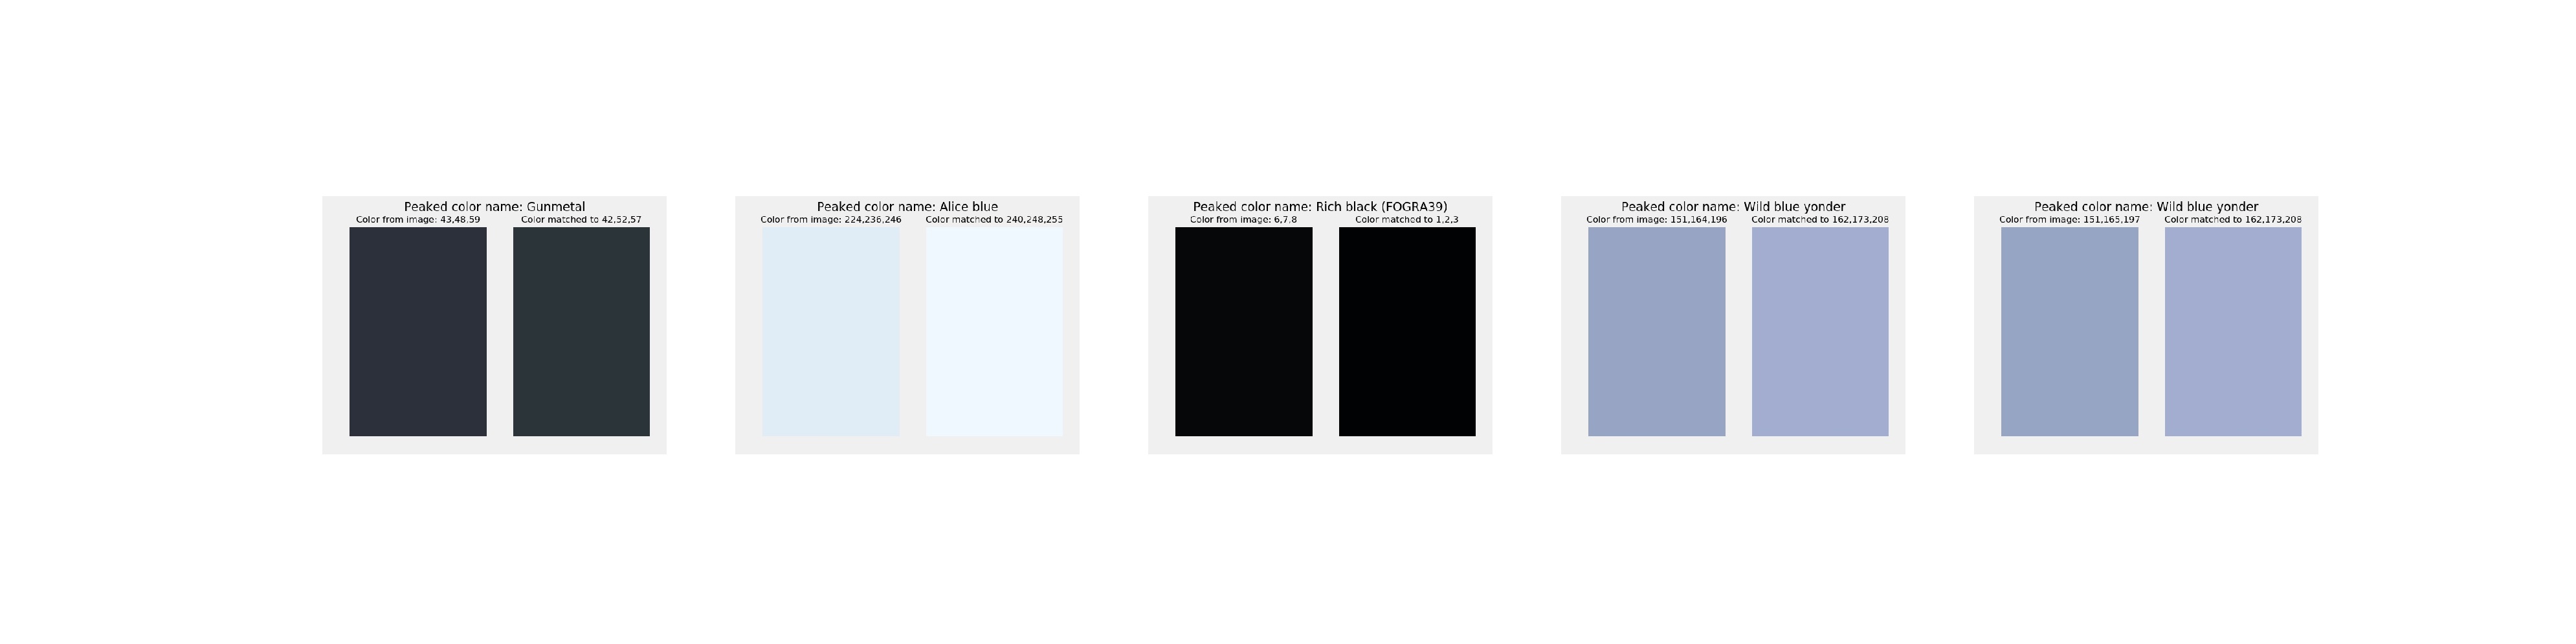 Peaked color name: Gunmetal
Color from image: 43,48,59
Color matched to 42,52,57
Peaked color name: Alice blue
Color from image: 224,236,246
Color matched to 240,248,255
Peaked color name: Rich black (FOGRA39)
Color from image: 6,7,8
Color matched to 1,2,3
Peaked color name: Wild blue yonder
Color from image: 151,164,196
Color matched to 162,173,208
Peaked color name: Wild blue yonder
Color from image: 151,165,197
Color matched to 162,173,208